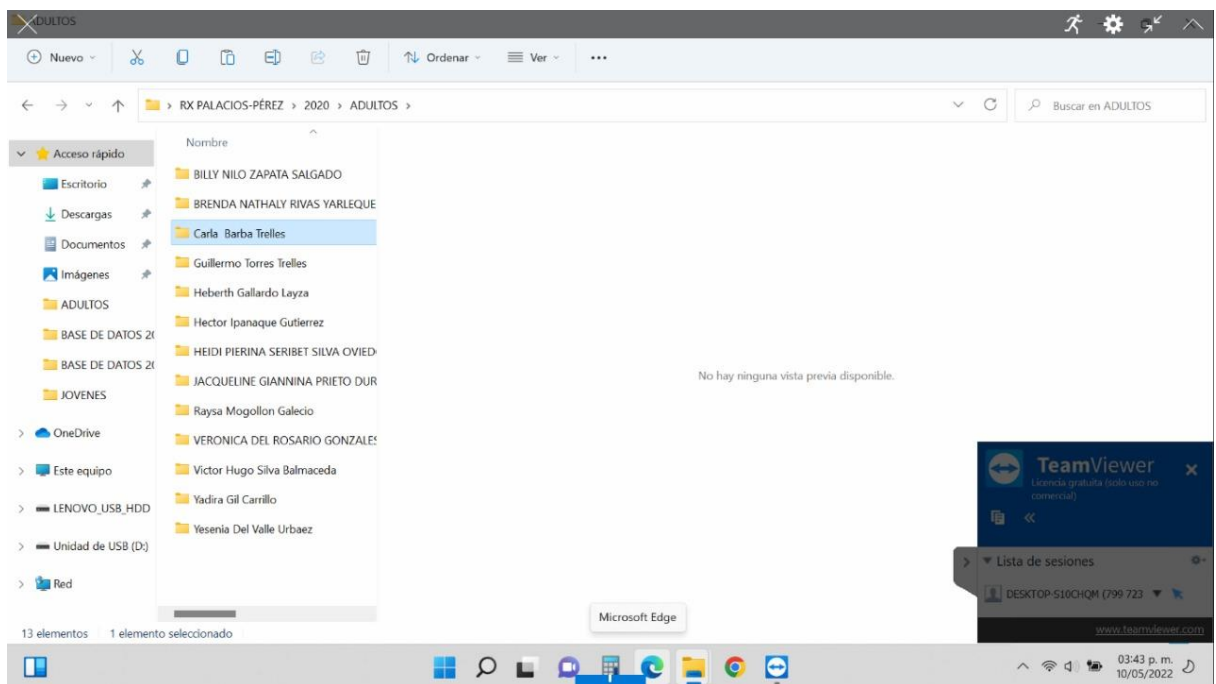 ADULTOS
Nuevo
Ordenar
Ver
RX PALACIOS-PÉREZ > 2020 > ADULTOS >
Buscar en ADULTOS
Acceso rápido
Escritorio
Descargas
Documentos
Imágenes
ADULTOS
BASE DE DATOS 20
BASE DE DATOS 20
JOVENES
OneDrive
Este equipo
LENOVO_USB_HDD
Unidad de USB (D:)
Red
Nombre
BILLY NILO ZAPATA SALGADO
BRENDA NATHALY RIVAS YARLEQUE
Carla Barba Trelles
Guillermo Torres Trelles
Heberth Gallardo Layza
Hector Ipanaque Gutierrez
HEIDI PIERINA SERIBET SILVA OVIED
JACQUELINE GIANNINA PRIETO DUR
Raysa Mogollon Galecio
VERONICA DEL ROSARIO GONZALES
Victor Hugo Silva Balmaceda
Yadira Gil Carrillo
Yesenia Del Valle Urbaez
No hay ninguna vista previa disponible.
TeamViewer
Licencia gratuita (solo uso no
comercial)
Lista de sesiones
DESKTOP-S10CHQM (799 723
www.teamviewer.com
Microsoft Edge
13 elementos 1 elemento seleccionado
03:43 p. m.
10/05/2022